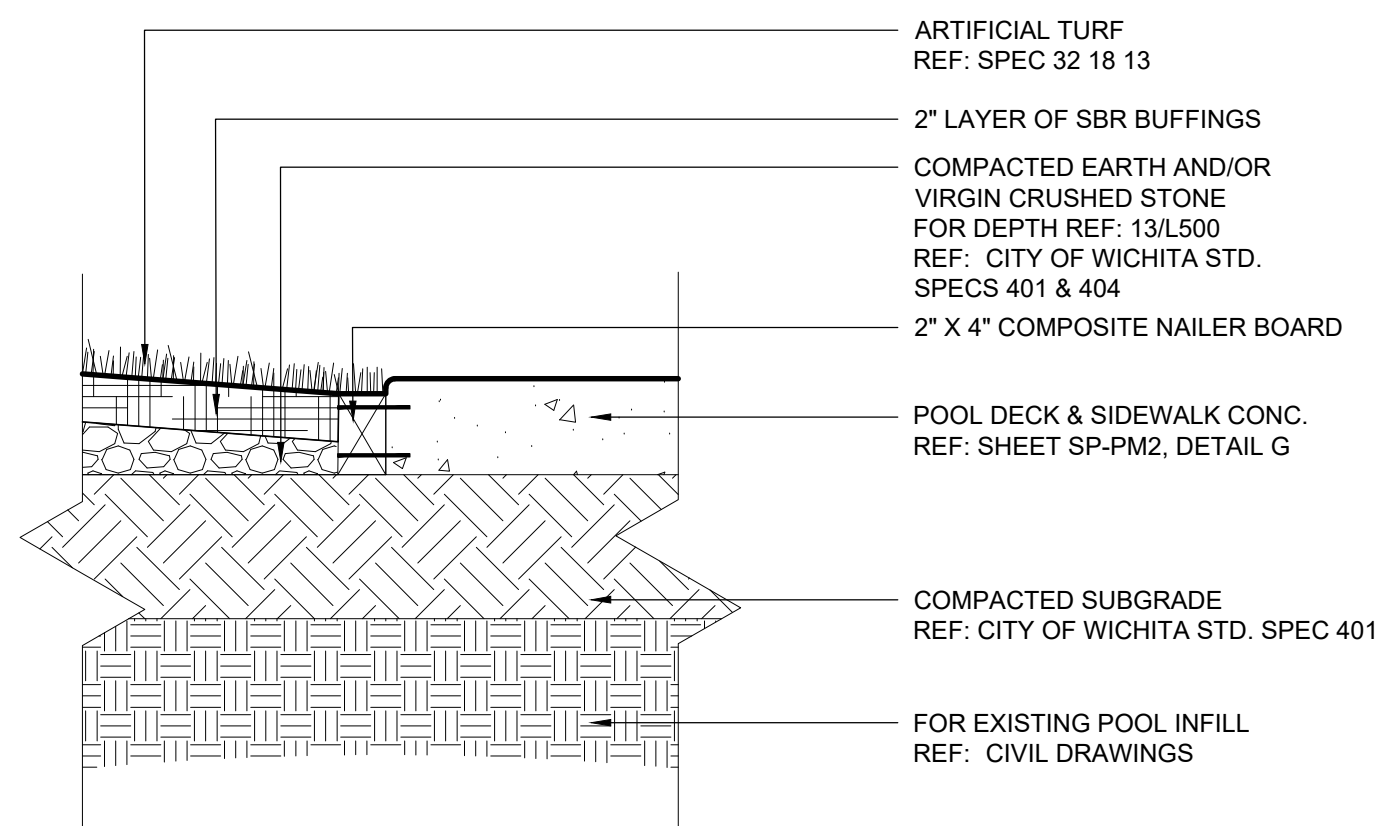 ARTIFICIAL TURF
REF: SPEC 32 18 13
2" LAYER OF SBR BUFFINGS
COMPACTED EARTH AND/OR
VIRGIN CRUSHED STONE
FOR DEPTH REF: 13/L500
REF: CITY OF WICHITA STD.
SPECS 401 & 404
2" X 4" COMPOSITE NAILER BOARD
POOL DECK & SIDEWALK CONC.
REF: SHEET SP-PM2, DETAIL G
COMPACTED SUBGRADE
REF: CITY OF WICHITA STD. SPEC 401
FOR EXISTING POOL INFILL
REF: CIVIL DRAWINGS